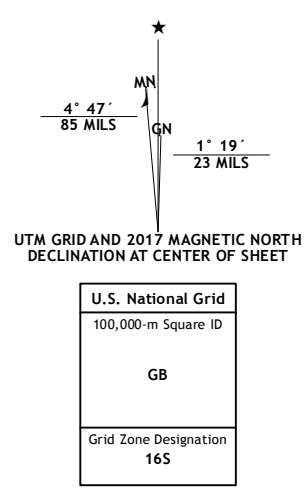 ★
MN
GN
4° 47´
85 MILS
1° 19´
23 MILS
UTM GRID AND 2017 MAGNETIC NORTH
DECLINATION AT CENTER OF SHEET
U.S. National Grid
100,000-m Square ID
GB
Grid Zone Designation
16S